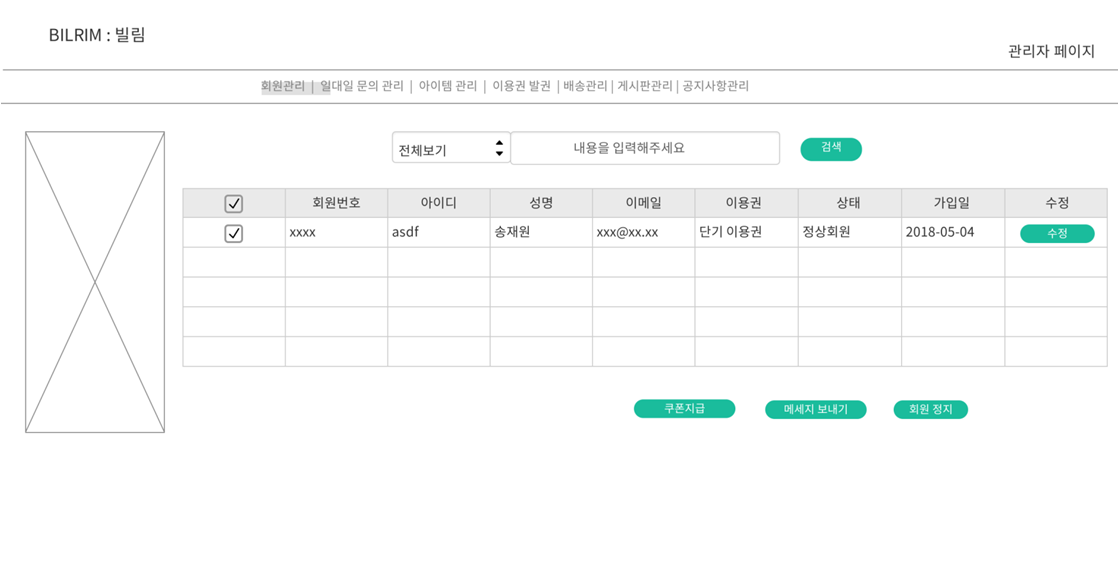 BILRIM : 빌림
관리자 페이지
회원관리 | 일대일 문의 관리 | 아이템 관리 | 이용권 발권 | 배송관리 | 게시판관리 | 공지사항관리
전체보기 내용을 입력해주세요 검색
회원번호 아이디 성명 이메일 이용권 상태 가입일 수정
xxxx asdf 송재원 xxx@xx.xx 단기 이용권 정상회원 2018-05-04 수정
쿠폰지급 메세지 보내기 회원 정지